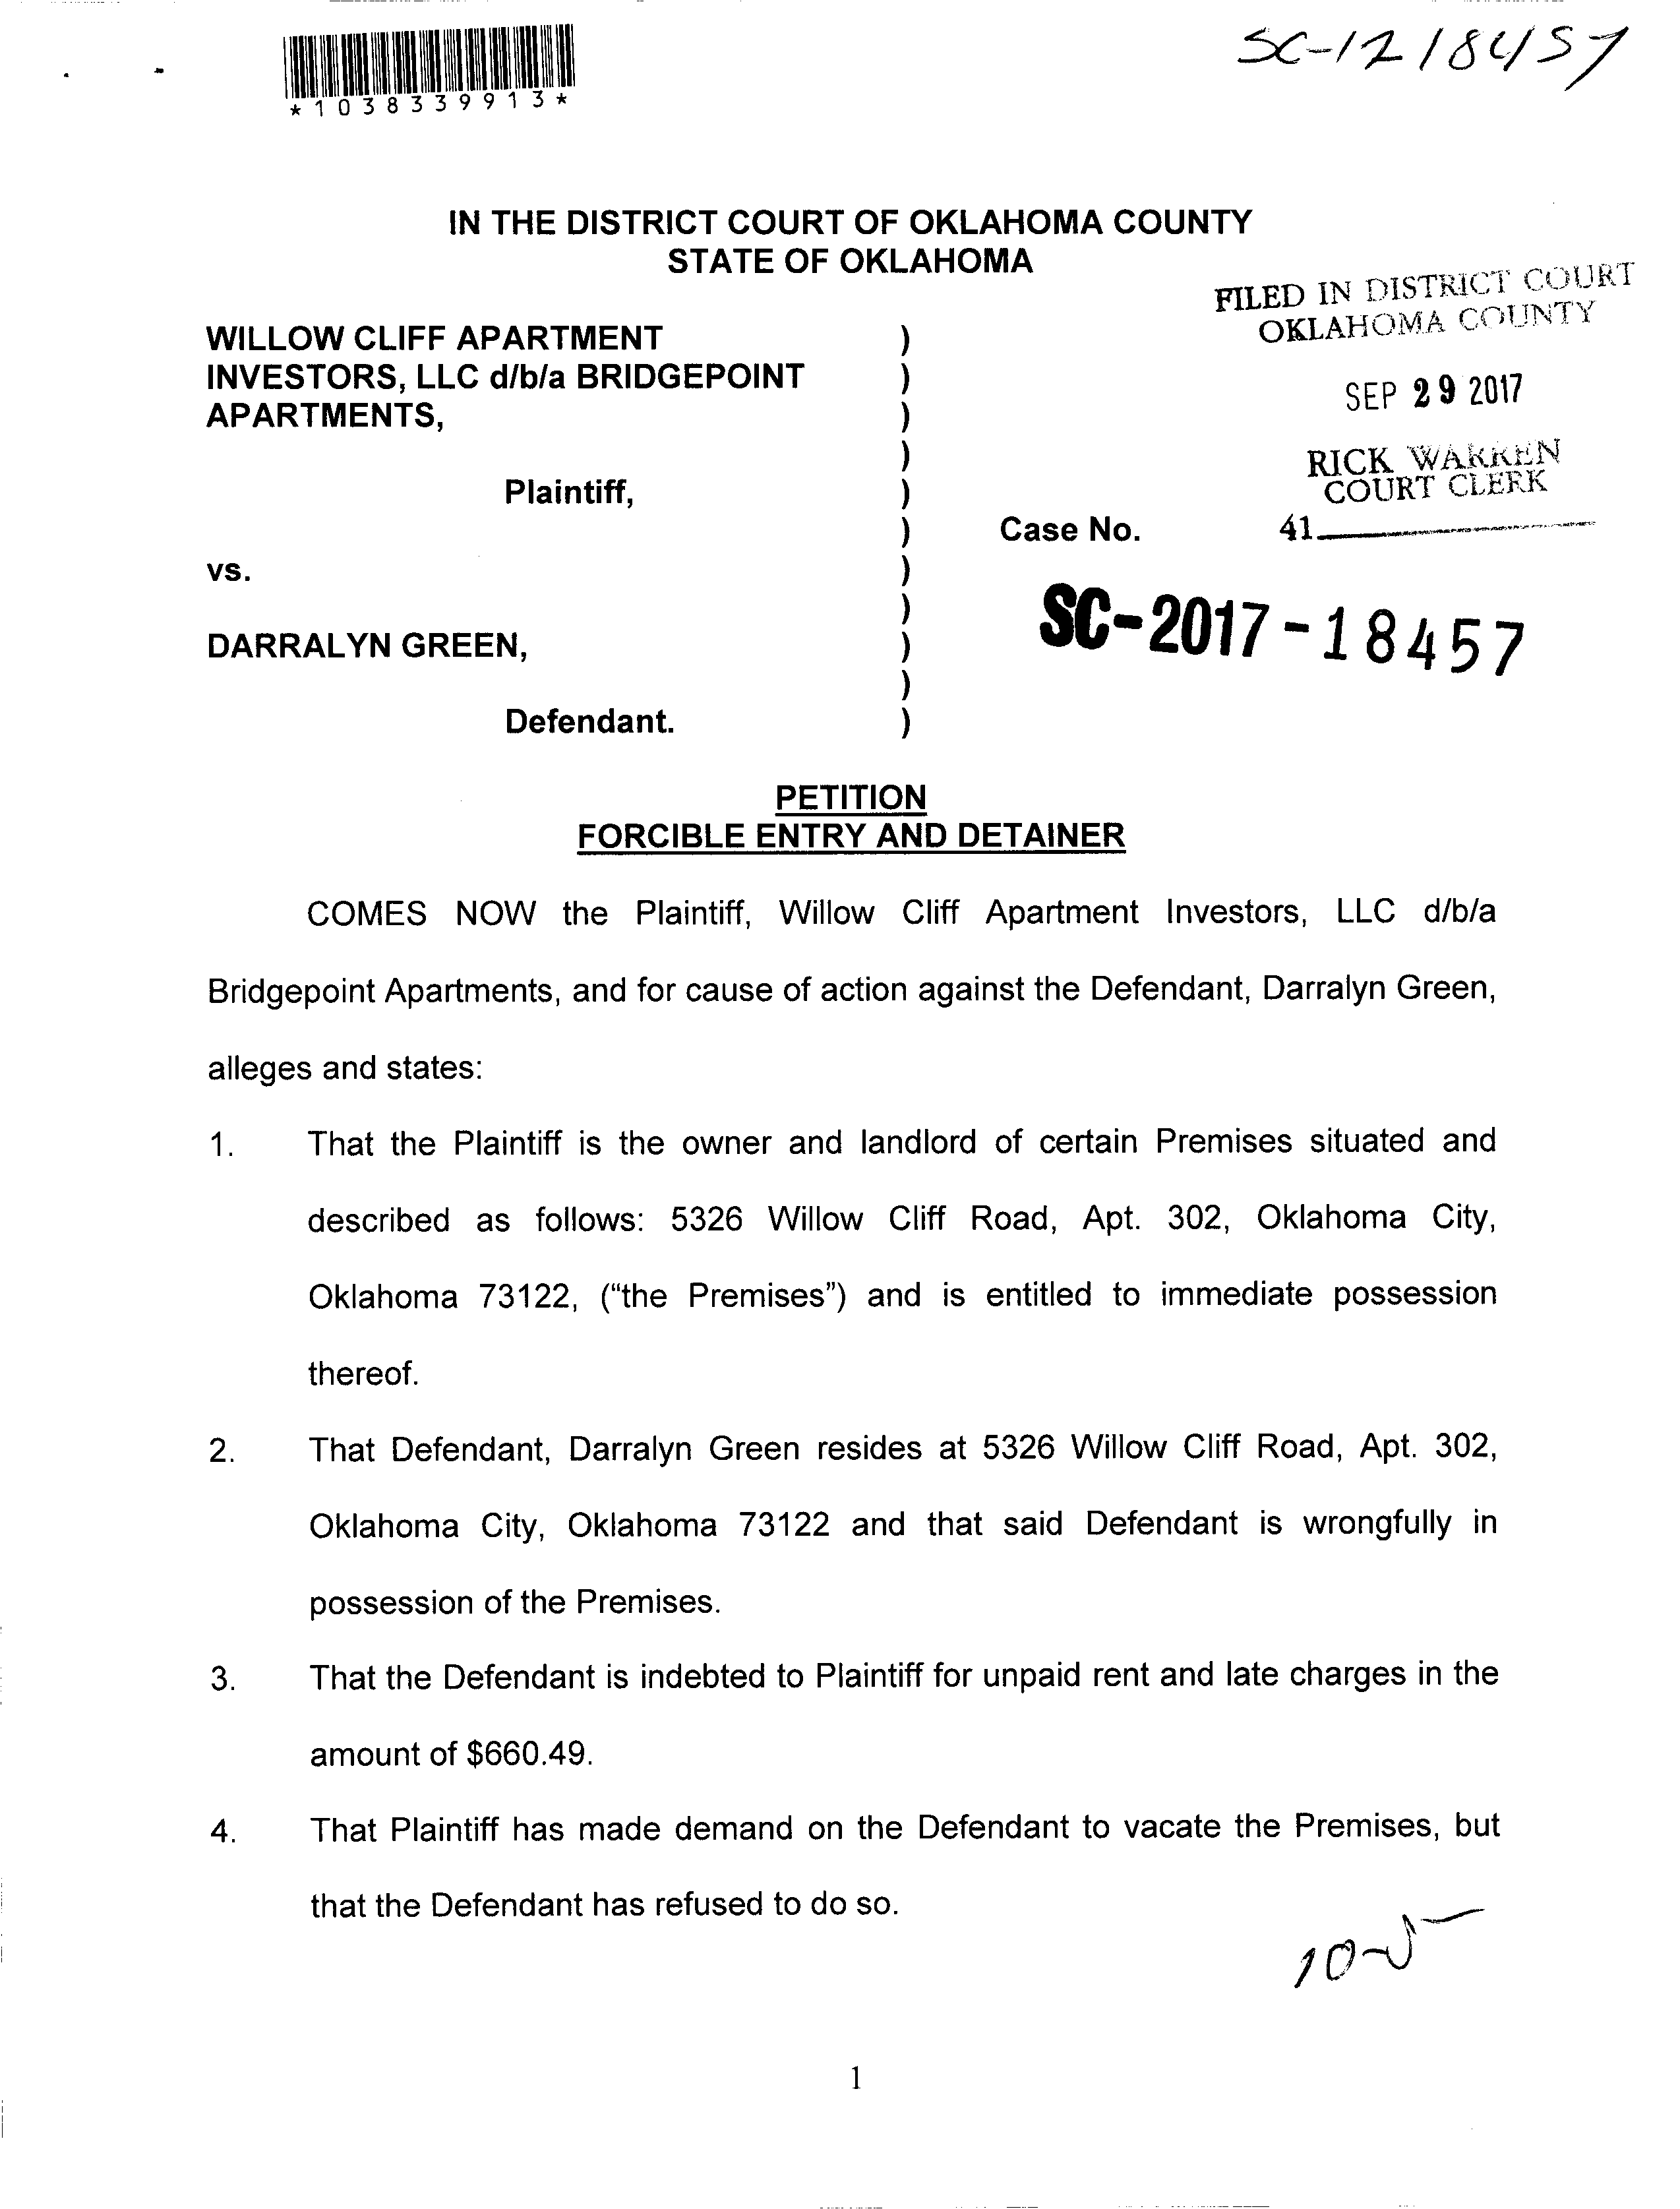 SC-17 18457
*1038339913*
IN THE DISTRICT COURT OF OKLAHOMA COUNTY
STATE OF OKLAHOMA
FILED IN DISTRICT COURT
OKLAHOMA COUNTY
SEP 29 2017
RICK WARREN
COURT CLERK
41
WILLOW CLIFF APARTMENT )
INVESTORS, LLC d/b/a BRIDGEPOINT )
APARTMENTS, )
)
Plaintiff, )
) Case No.
vs. )
) SC-2017-18457
DARRALYN GREEN, )
)
Defendant. )
PETITION
FORCIBLE ENTRY AND DETAINER
COMES NOW the Plaintiff, Willow Cliff Apartment Investors, LLC d/b/a
Bridgepoint Apartments, and for cause of action against the Defendant, Darralyn Green,
alleges and states:
1. That the Plaintiff is the owner and landlord of certain Premises situated and
described as follows: 5326 Willow Cliff Road, Apt. 302, Oklahoma City,
Oklahoma 73122, (“the Premises”) and is entitled to immediate possession
thereof.
2. That Defendant, Darralyn Green resides at 5326 Willow Cliff Road, Apt. 302,
Oklahoma City, Oklahoma 73122 and that said Defendant is wrongfully in
possession of the Premises.
3. That the Defendant is indebted to Plaintiff for unpaid rent and late charges in the
amount of $660.49.
4. That Plaintiff has made demand on the Defendant to vacate the Premises, but
that the Defendant has refused to do so.
10-5
1